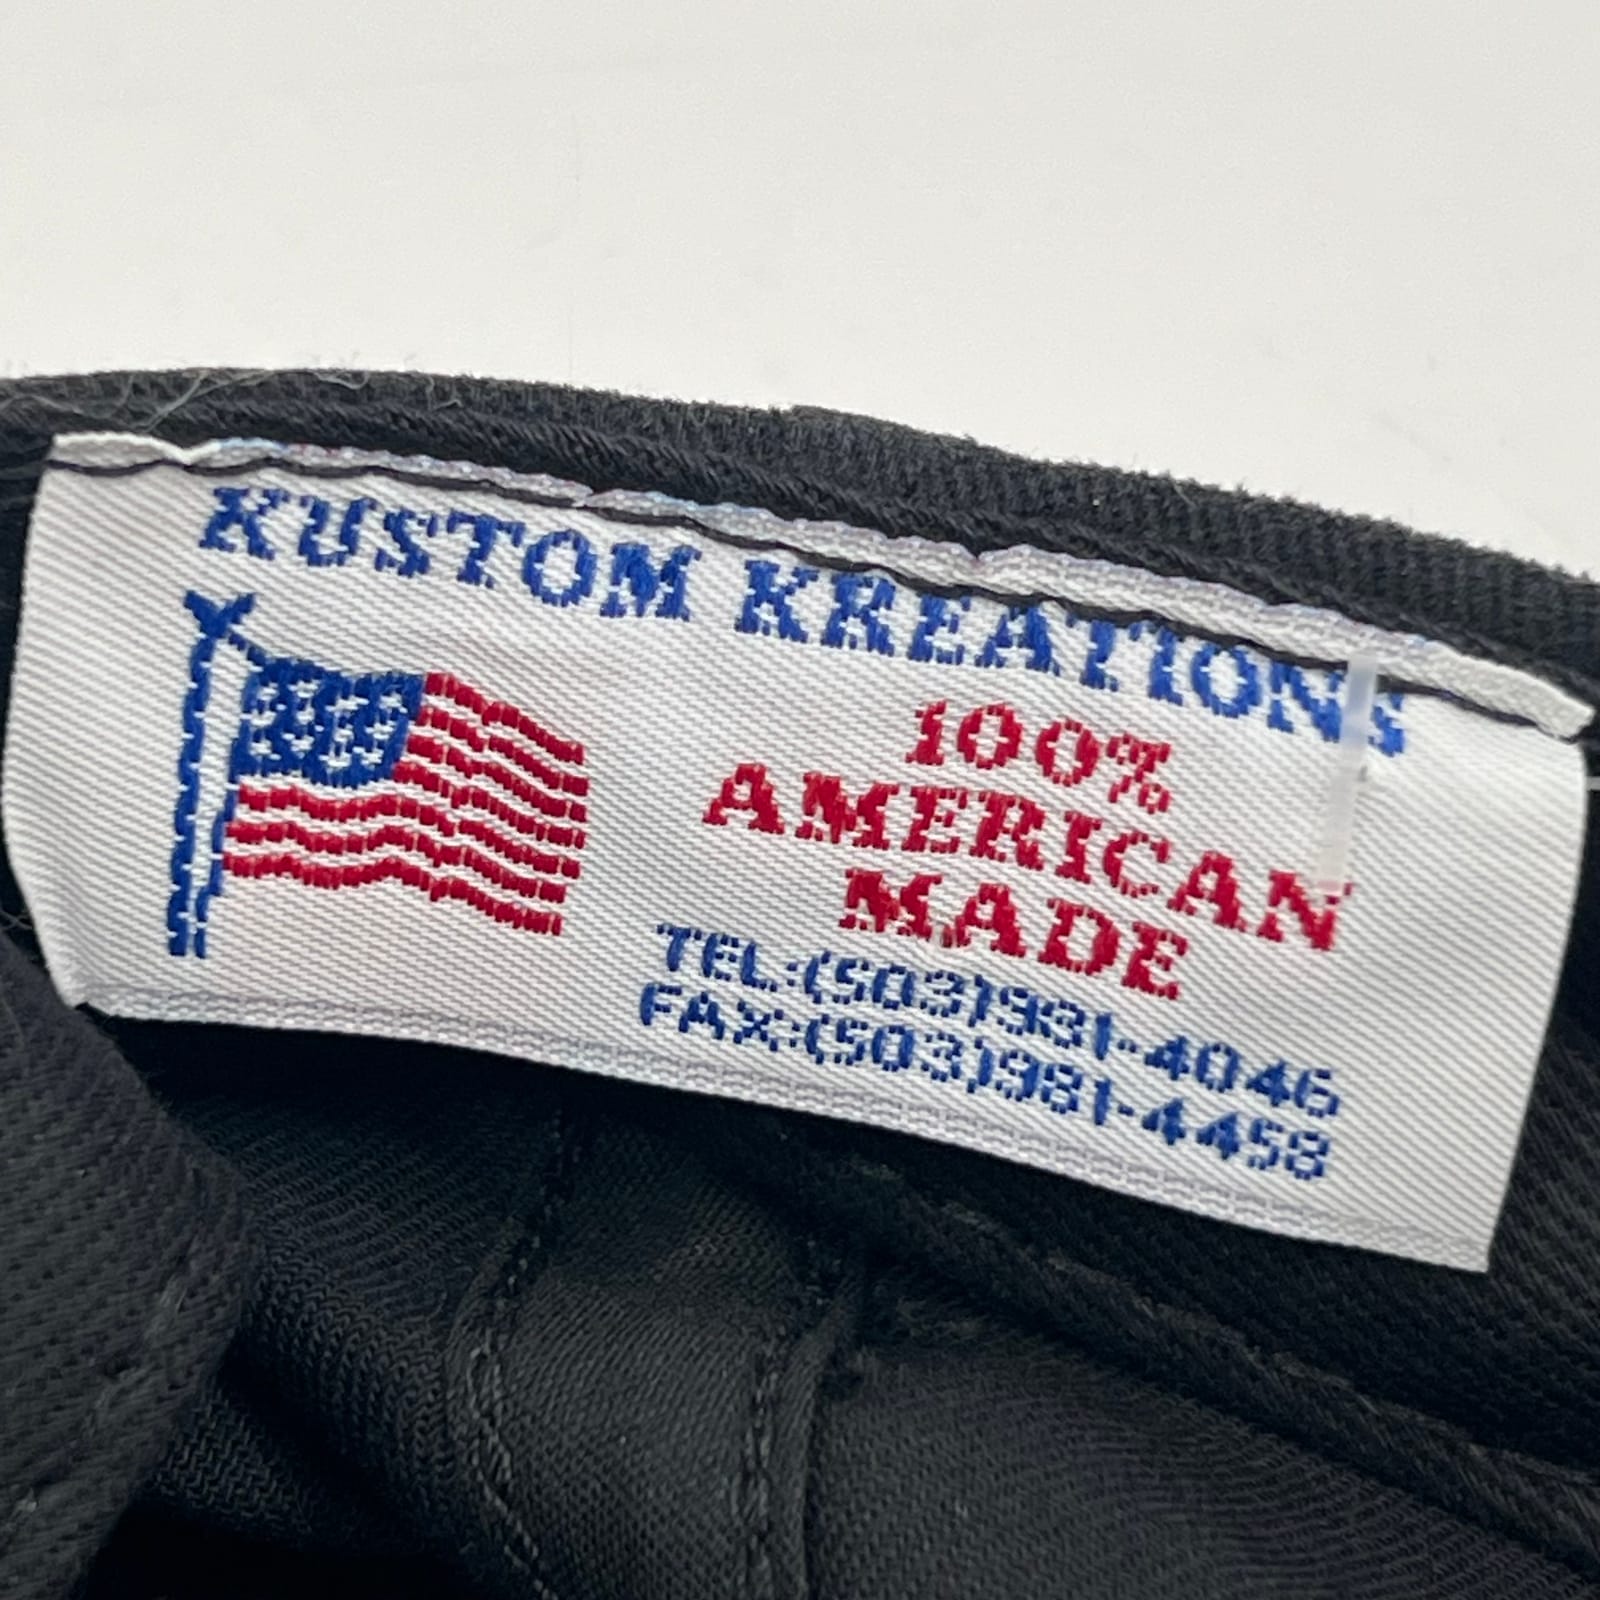 KUSTOM KREATIONS
100%
AMERICAN
MADE
TEL:(503)981-4046
FAX:(503)981-4458